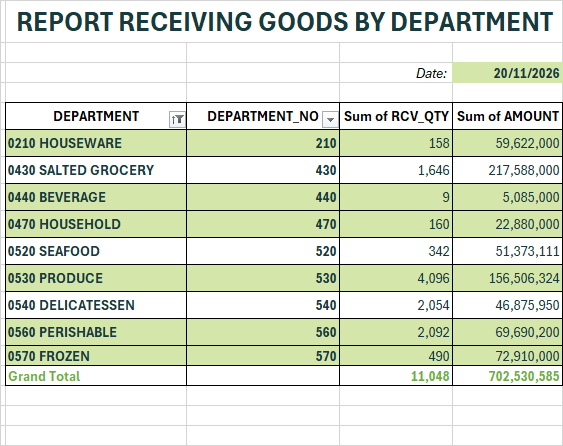 REPORT RECEIVING GOODS BY DEPARTMENT
Date: 20/11/2026
DEPARTMENT DEPARTMENT_NO Sum of RCV_QTY Sum of AMOUNT
0210 HOUSEWARE 210 158 59,622,000
0430 SALTED GROCERY 430 1,646 217,588,000
0440 BEVERAGE 440 9 5,085,000
0470 HOUSEHOLD 470 160 22,880,000
0520 SEAFOOD 520 342 51,373,111
0530 PRODUCE 530 4,096 156,506,324
0540 DELICATESSEN 540 2,054 46,875,950
0560 PERISHABLE 560 2,092 69,690,200
0570 FROZEN 570 490 72,910,000
Grand Total 11,048 702,530,585